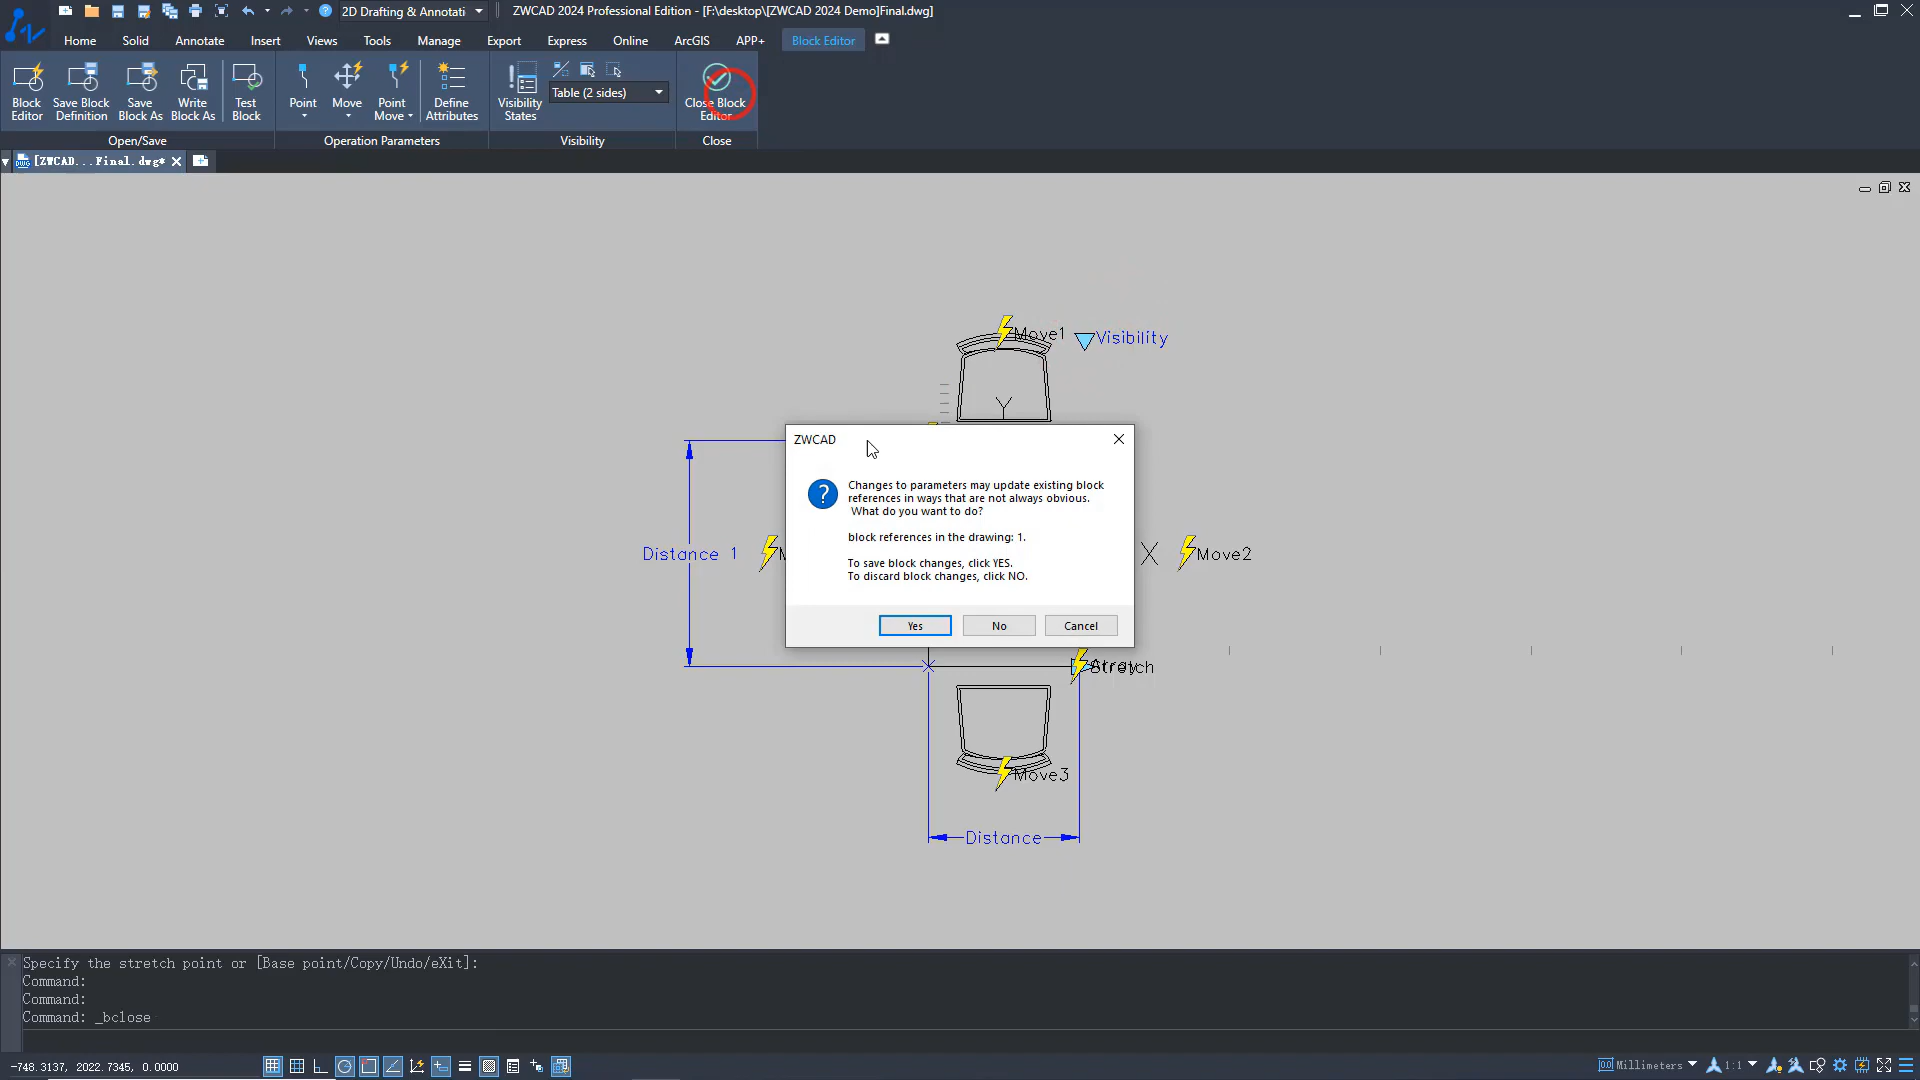 2D Drafting & Annotati
ZWCAD 2024 Professional Edition - [F:\desktop\[ZWCAD 2024 Demo]Final.dwg]
Home Solid Annotate Insert Views Tools Manage Export Express Online ArcGIS APP+ Block Editor
Block Editor
Save Block Definition
Save Block As
Write Block As
Test Block
Point
Move
Point Move
Define Attributes
Visibility States
Table (2 sides)
Close Block Editor
Open/Save
Operation Parameters
Visibility
Close
[ZWCAD...Final.dwg*
Move1
Visibility
Y
ZWCAD
Changes to parameters may update existing block
references in ways that are not always obvious.
What do you want to do?
block references in the drawing: 1.
To save block changes, click YES.
To discard block changes, click NO.
Yes No Cancel
Distance 1
X
Move2
Array
Stretch
Move3
Distance
Specify the stretch point or [Base point/Copy/Undo/eXit]:
Command:
Command:
Command: _bclose
-748.3137, 2022.7345, 0.0000
Millimeters
1:1